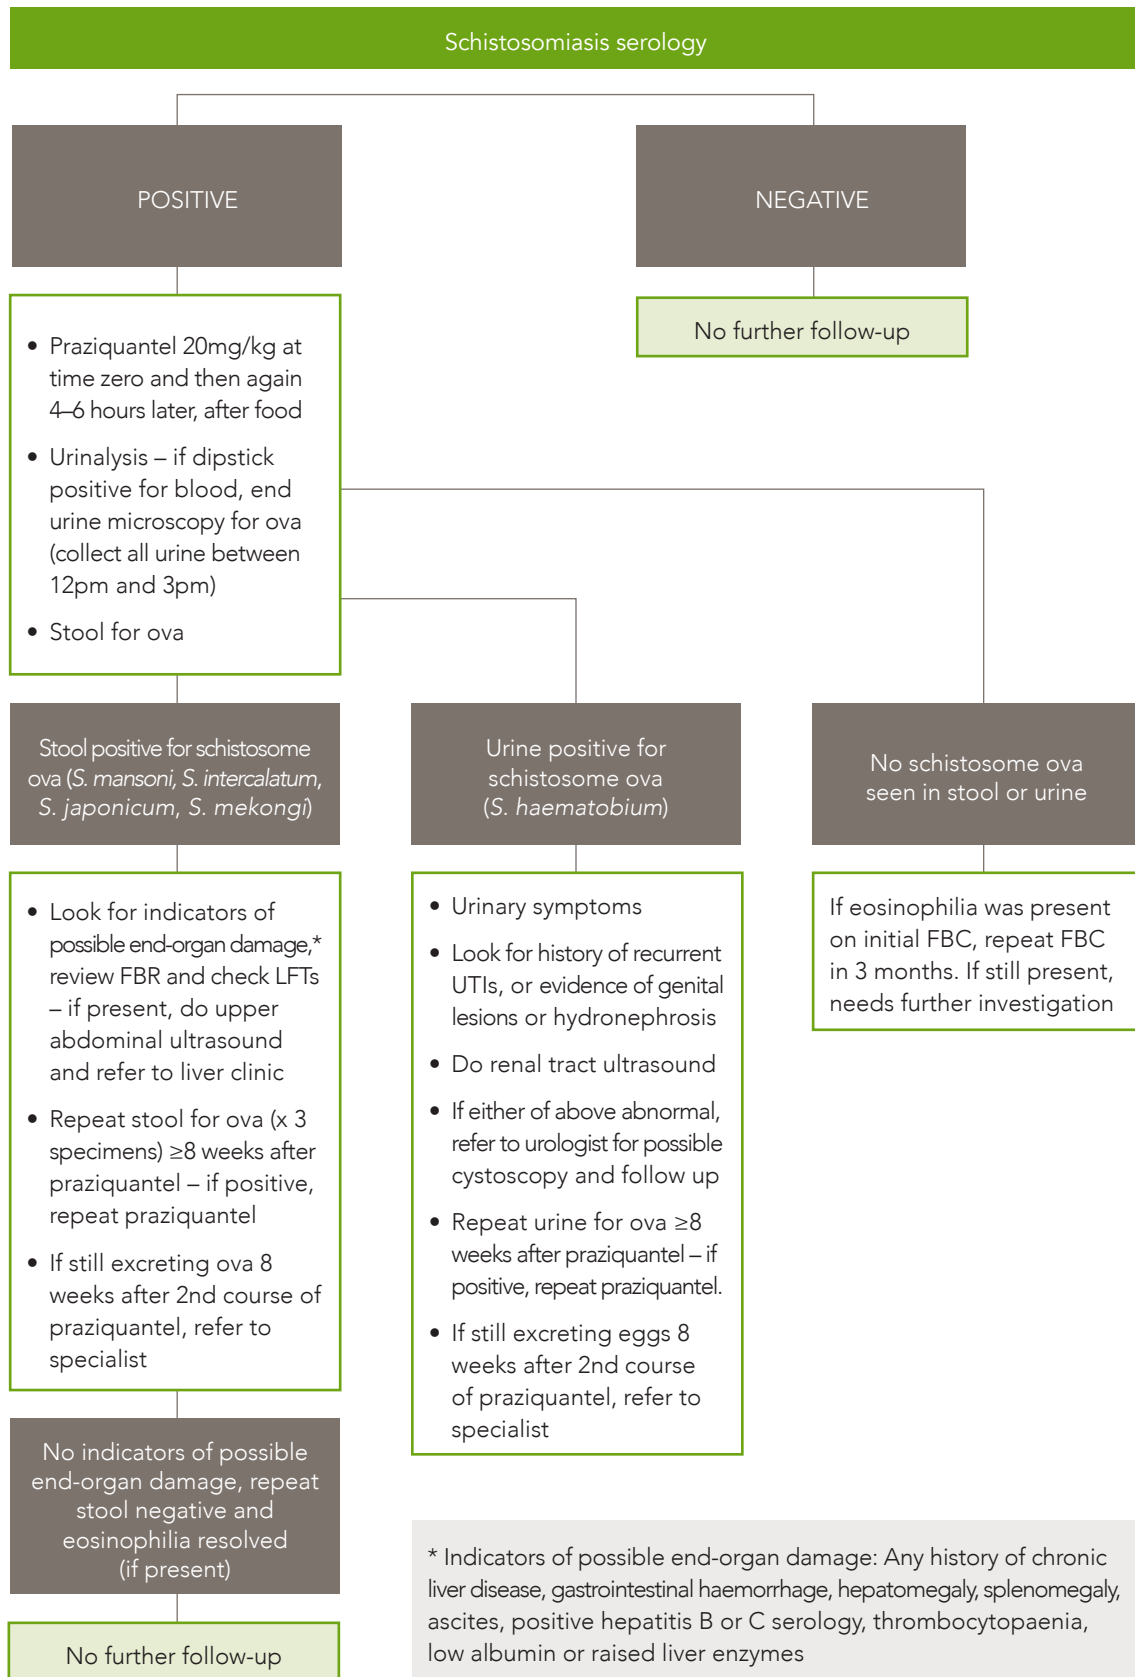 Schistosomiasis serology
POSITIVE
NEGATIVE
• Praziquantel 20mg/kg at
time zero and then again
4–6 hours later, after food
• Urinalysis – if dipstick
positive for blood, end
urine microscopy for ova
(collect all urine between
12pm and 3pm)
• Stool for ova
No further follow-up
Stool positive for schistosome
ova (S. mansoni, S. intercalatum,
S. japonicum, S. mekongi)
Urine positive for
schistosome ova
(S. haematobium)
No schistosome ova
seen in stool or urine
• Look for indicators of
possible end-organ damage,*
review FBR and check LFTs
– if present, do upper
abdominal ultrasound
and refer to liver clinic
• Repeat stool for ova (x 3
specimens) ≥8 weeks after
praziquantel – if positive,
repeat praziquantel
• If still excreting ova 8
weeks after 2nd course of
praziquantel, refer to
specialist
• Urinary symptoms
• Look for history of recurrent
UTIs, or evidence of genital
lesions or hydronephrosis
• Do renal tract ultrasound
• If either of above abnormal,
refer to urologist for possible
cystoscopy and follow up
• Repeat urine for ova ≥8
weeks after praziquantel – if
positive, repeat praziquantel.
• If still excreting eggs 8
weeks after 2nd course
of praziquantel, refer to
specialist
If eosinophilia was present
on initial FBC, repeat FBC
in 3 months. If still present,
needs further investigation
No indicators of possible
end-organ damage, repeat
stool negative and
eosinophilia resolved
(if present)
No further follow-up
* Indicators of possible end-organ damage: Any history of chronic
liver disease, gastrointestinal haemorrhage, hepatomegaly, splenomegaly,
ascites, positive hepatitis B or C serology, thrombocytopaenia,
low albumin or raised liver enzymes